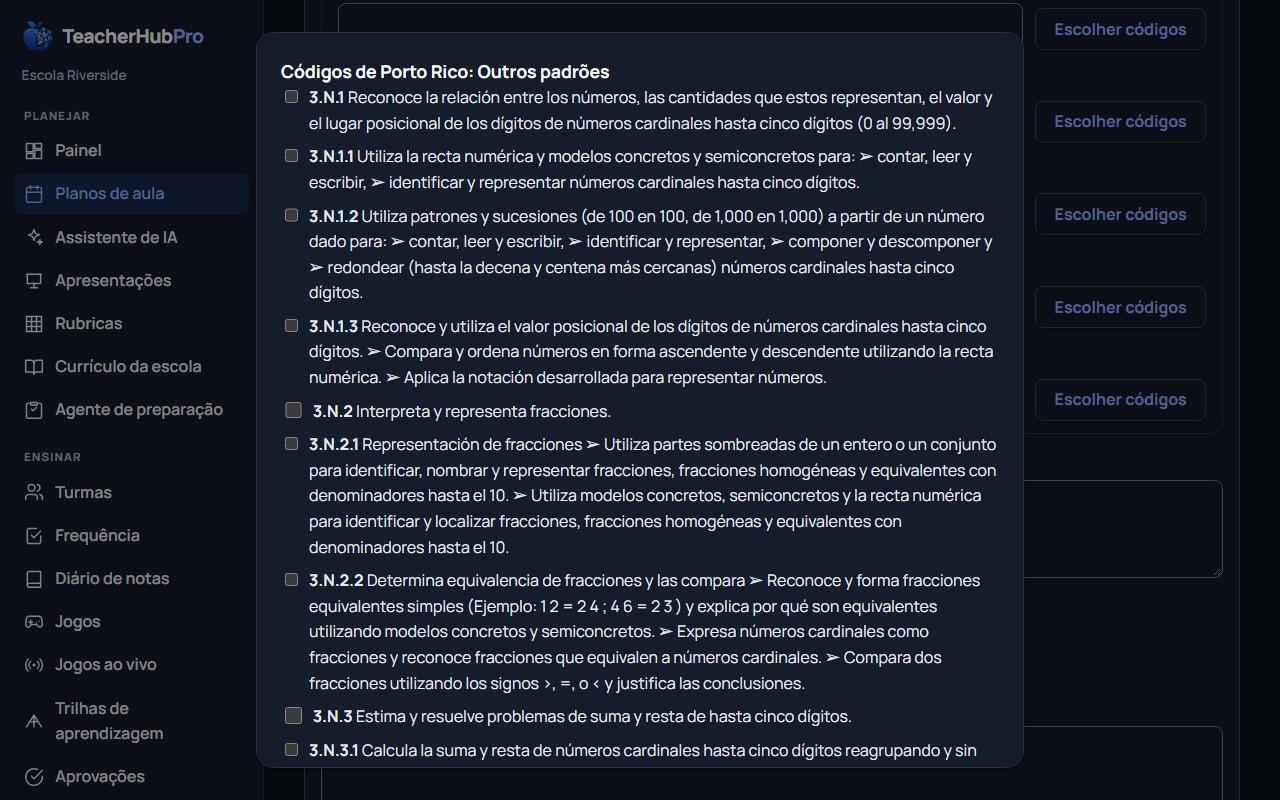 TeacherHubPro
Escola Riverside
PLANEJAR
Painel
Planos de aula
Assistente de IA
Apresentações
Rubricas
Currículo da escola
Agente de preparação
ENSINAR
Turmas
Frequência
Diário de notas
Jogos
Jogos ao vivo
Trilhas de
aprendizagem
Aprovações
Códigos de Porto Rico: Outros padrões
3.N.1 Reconoce la relación entre los números, las cantidades que estos representan, el valor y
el lugar posicional de los dígitos de números cardinales hasta cinco dígitos (0 al 99,999).
3.N.1.1 Utiliza la recta numérica y modelos concretos y semiconcretos para: ➢ contar, leer y
escribir, ➢ identificar y representar números cardinales hasta cinco dígitos.
3.N.1.2 Utiliza patrones y sucesiones (de 100 en 100, de 1,000 en 1,000) a partir de un número
dado para: ➢ contar, leer y escribir, ➢ identificar y representar, ➢ componer y descomponer y
➢ redondear (hasta la decena y centena más cercanas) números cardinales hasta cinco
dígitos.
3.N.1.3 Reconoce y utiliza el valor posicional de los dígitos de números cardinales hasta cinco
dígitos. ➢ Compara y ordena números en forma ascendente y descendente utilizando la recta
numérica. ➢ Aplica la notación desarrollada para representar números.
3.N.2 Interpreta y representa fracciones.
3.N.2.1 Representación de fracciones ➢ Utiliza partes sombreadas de un entero o un conjunto
para identificar, nombrar y representar fracciones, fracciones homogéneas y equivalentes con
denominadores hasta el 10. ➢ Utiliza modelos concretos, semiconcretos y la recta numérica
para identificar y localizar fracciones, fracciones homogéneas y equivalentes con
denominadores hasta el 10.
3.N.2.2 Determina equivalencia de fracciones y las compara ➢ Reconoce y forma fracciones
equivalentes simples (Ejemplo: 1 2 = 2 4 ; 4 6 = 2 3 ) y explica por qué son equivalentes
utilizando modelos concretos y semiconcretos. ➢ Expresa números cardinales como
fracciones y reconoce fracciones que equivalen a números cardinales. ➢ Compara dos
fracciones utilizando los signos >, =, o < y justifica las conclusiones.
3.N.3 Estima y resuelve problemas de suma y resta de hasta cinco dígitos.
3.N.3.1 Calcula la suma y resta de números cardinales hasta cinco dígitos reagrupando y sin
Escolher códigos
Escolher códigos
Escolher códigos
Escolher códigos
Escolher códigos